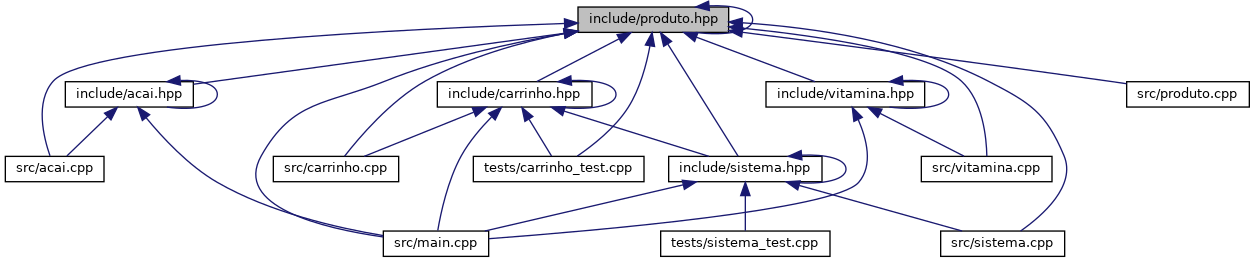 include/produto.hpp
include/acai.hpp
include/carrinho.hpp
include/vitamina.hpp
src/produto.cpp
src/acai.cpp
src/carrinho.cpp
tests/carrinho_test.cpp
include/sistema.hpp
src/vitamina.cpp
src/main.cpp
tests/sistema_test.cpp
src/sistema.cpp